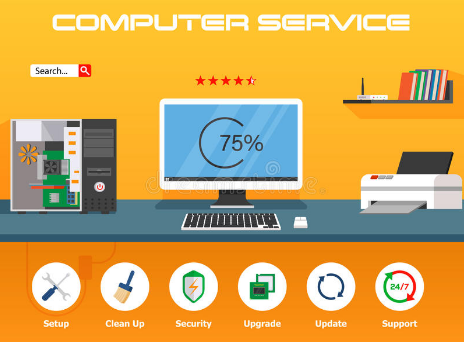 COMPUTER SERVICE
Search...
75%
24/7
Setup
Clean Up
Security
Upgrade
Update
Support